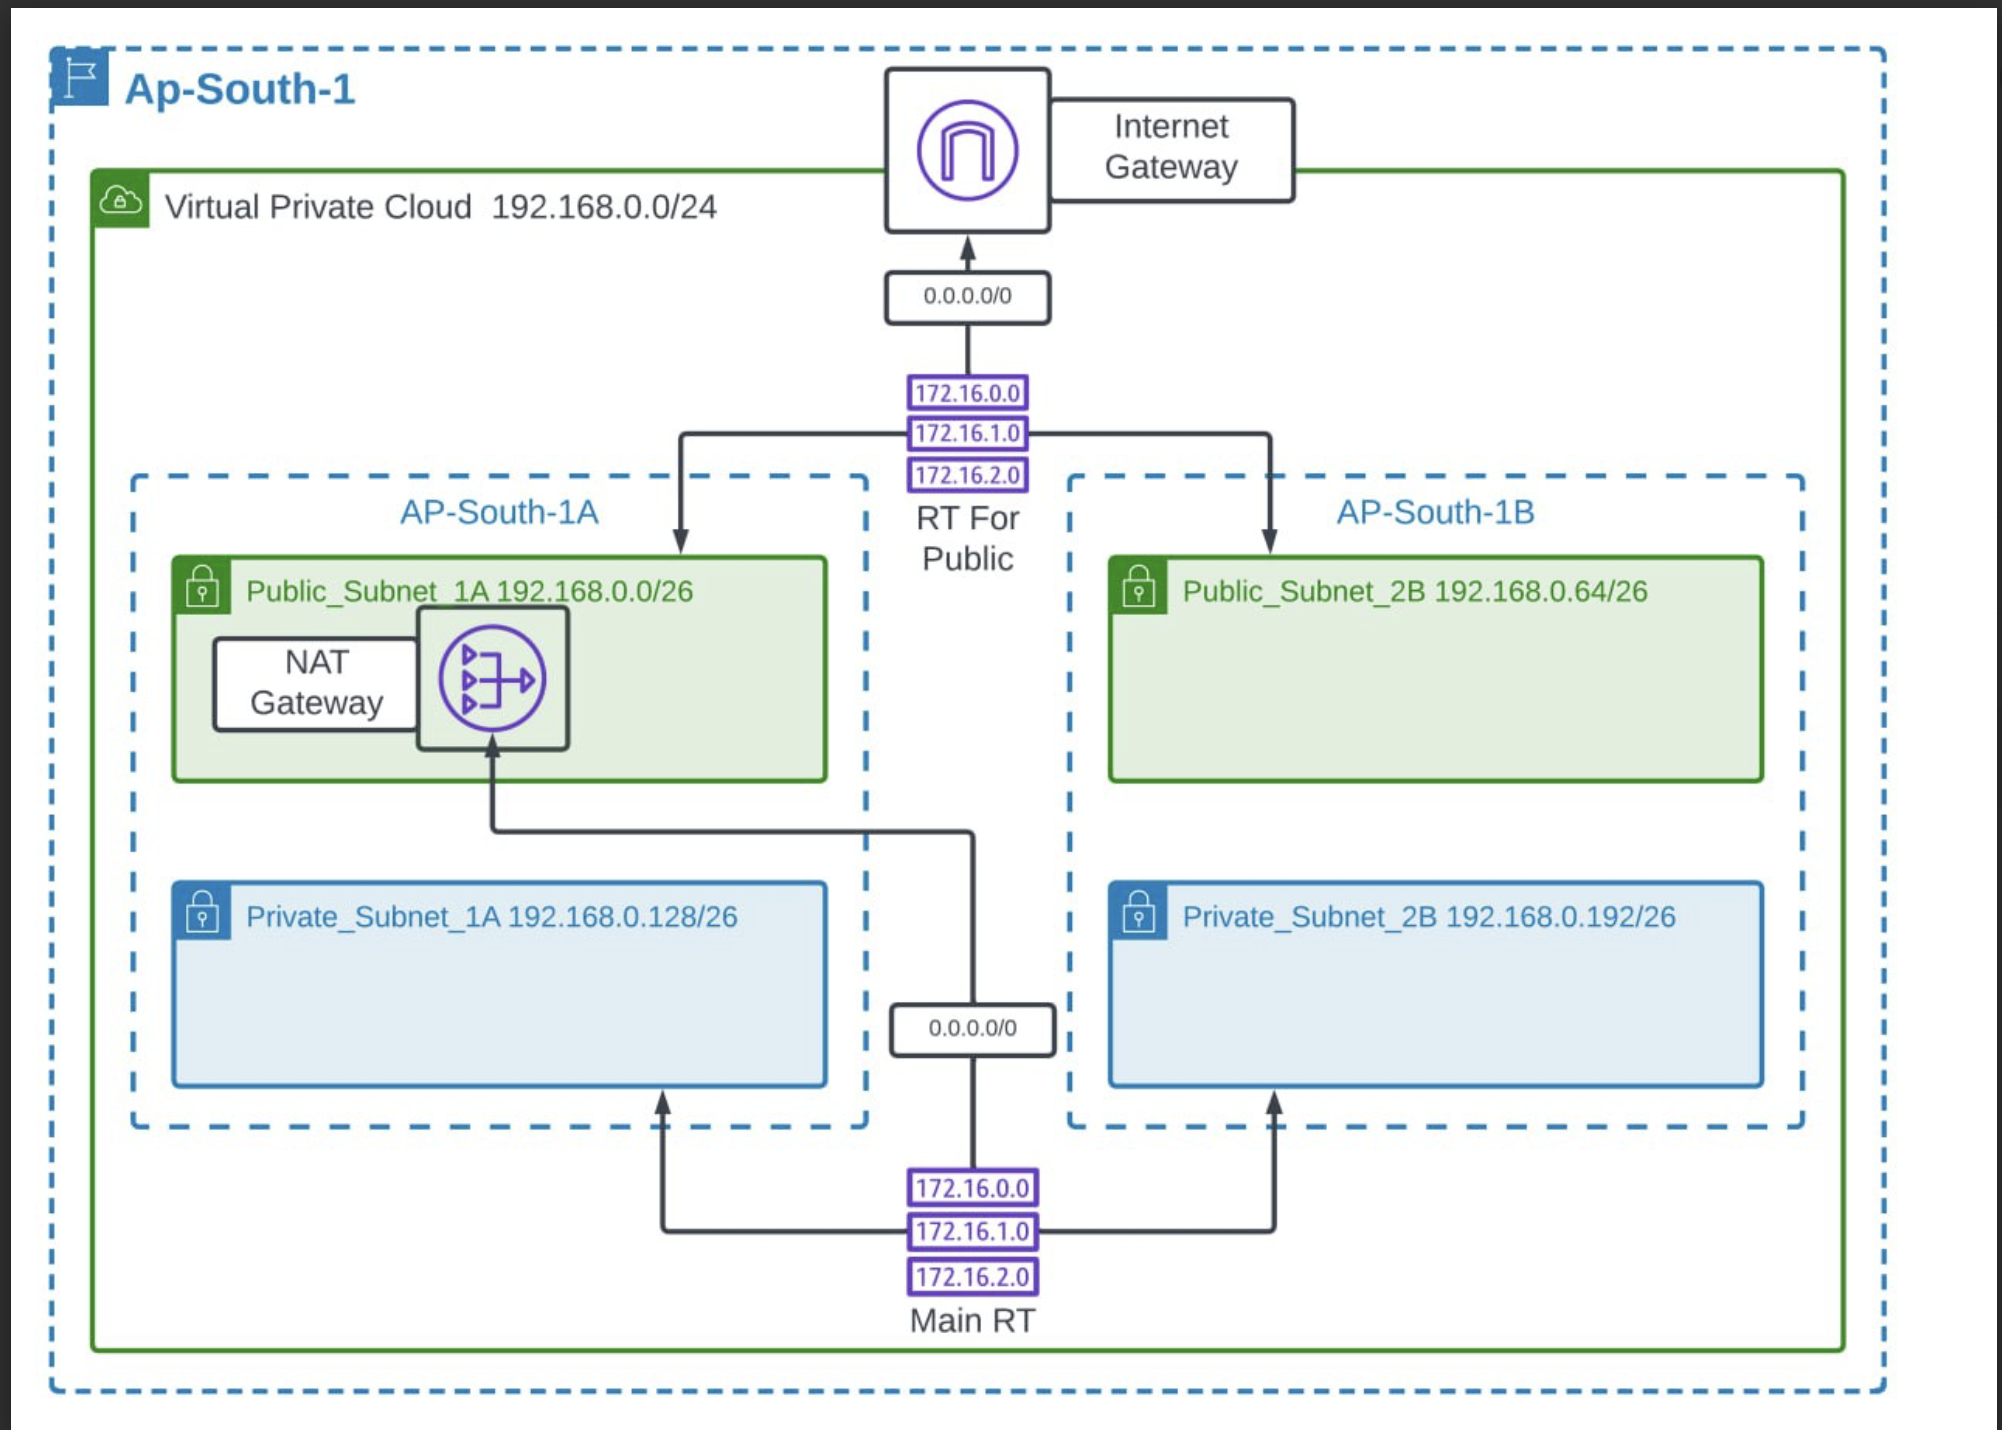 Ap-South-1
Internet
Gateway
Virtual Private Cloud 192.168.0.0/24
0.0.0.0/0
172.16.0.0
172.16.1.0
172.16.2.0
RT For
Public
AP-South-1A
AP-South-1B
Public_Subnet_1A 192.168.0.0/26
Public_Subnet_2B 192.168.0.64/26
NAT
Gateway
Private_Subnet_1A 192.168.0.128/26
Private_Subnet_2B 192.168.0.192/26
0.0.0.0/0
172.16.0.0
172.16.1.0
172.16.2.0
Main RT